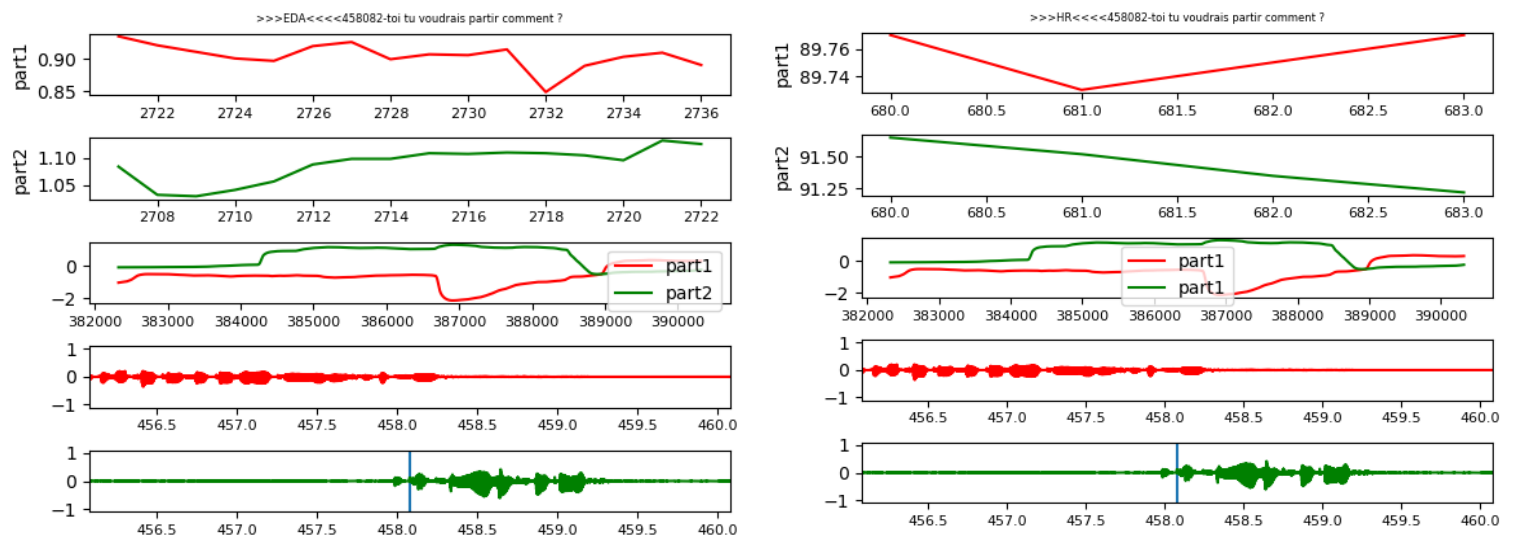 >>>EDA<<<<458082-toi tu voudrais partir comment ?
part1
0.90
0.85
2722 2724 2726 2728 2730 2732 2734 2736
part2
1.10
1.05
2708 2710 2712 2714 2716 2718 2720 2722
0
−2
part1
part2
382000 383000 384000 385000 386000 387000 388000 389000 390000
1
0
−1
456.5 457.0 457.5 458.0 458.5 459.0 459.5 460.0
1
0
−1
456.5 457.0 457.5 458.0 458.5 459.0 459.5 460.0
>>>HR<<<<458082-toi tu voudrais partir comment ?
part1
89.76
89.74
680.0 680.5 681.0 681.5 682.0 682.5 683.0
part2
91.50
91.25
680.0 680.5 681.0 681.5 682.0 682.5 683.0
0
−2
part1
part1
382000 383000 384000 385000 386000 387000 388000 389000 390000
1
0
−1
456.5 457.0 457.5 458.0 458.5 459.0 459.5 460.0
1
0
−1
456.5 457.0 457.5 458.0 458.5 459.0 459.5 460.0